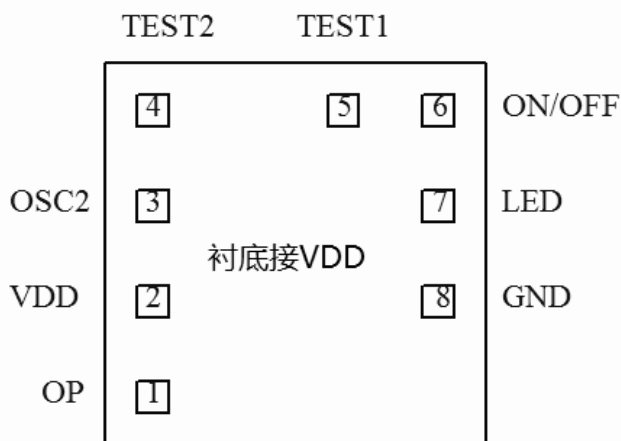 TEST2 TEST1
4 5 6 ON/OFF
OSC2 3 7 LED
衬底接VDD
VDD 2 8 GND
OP 1